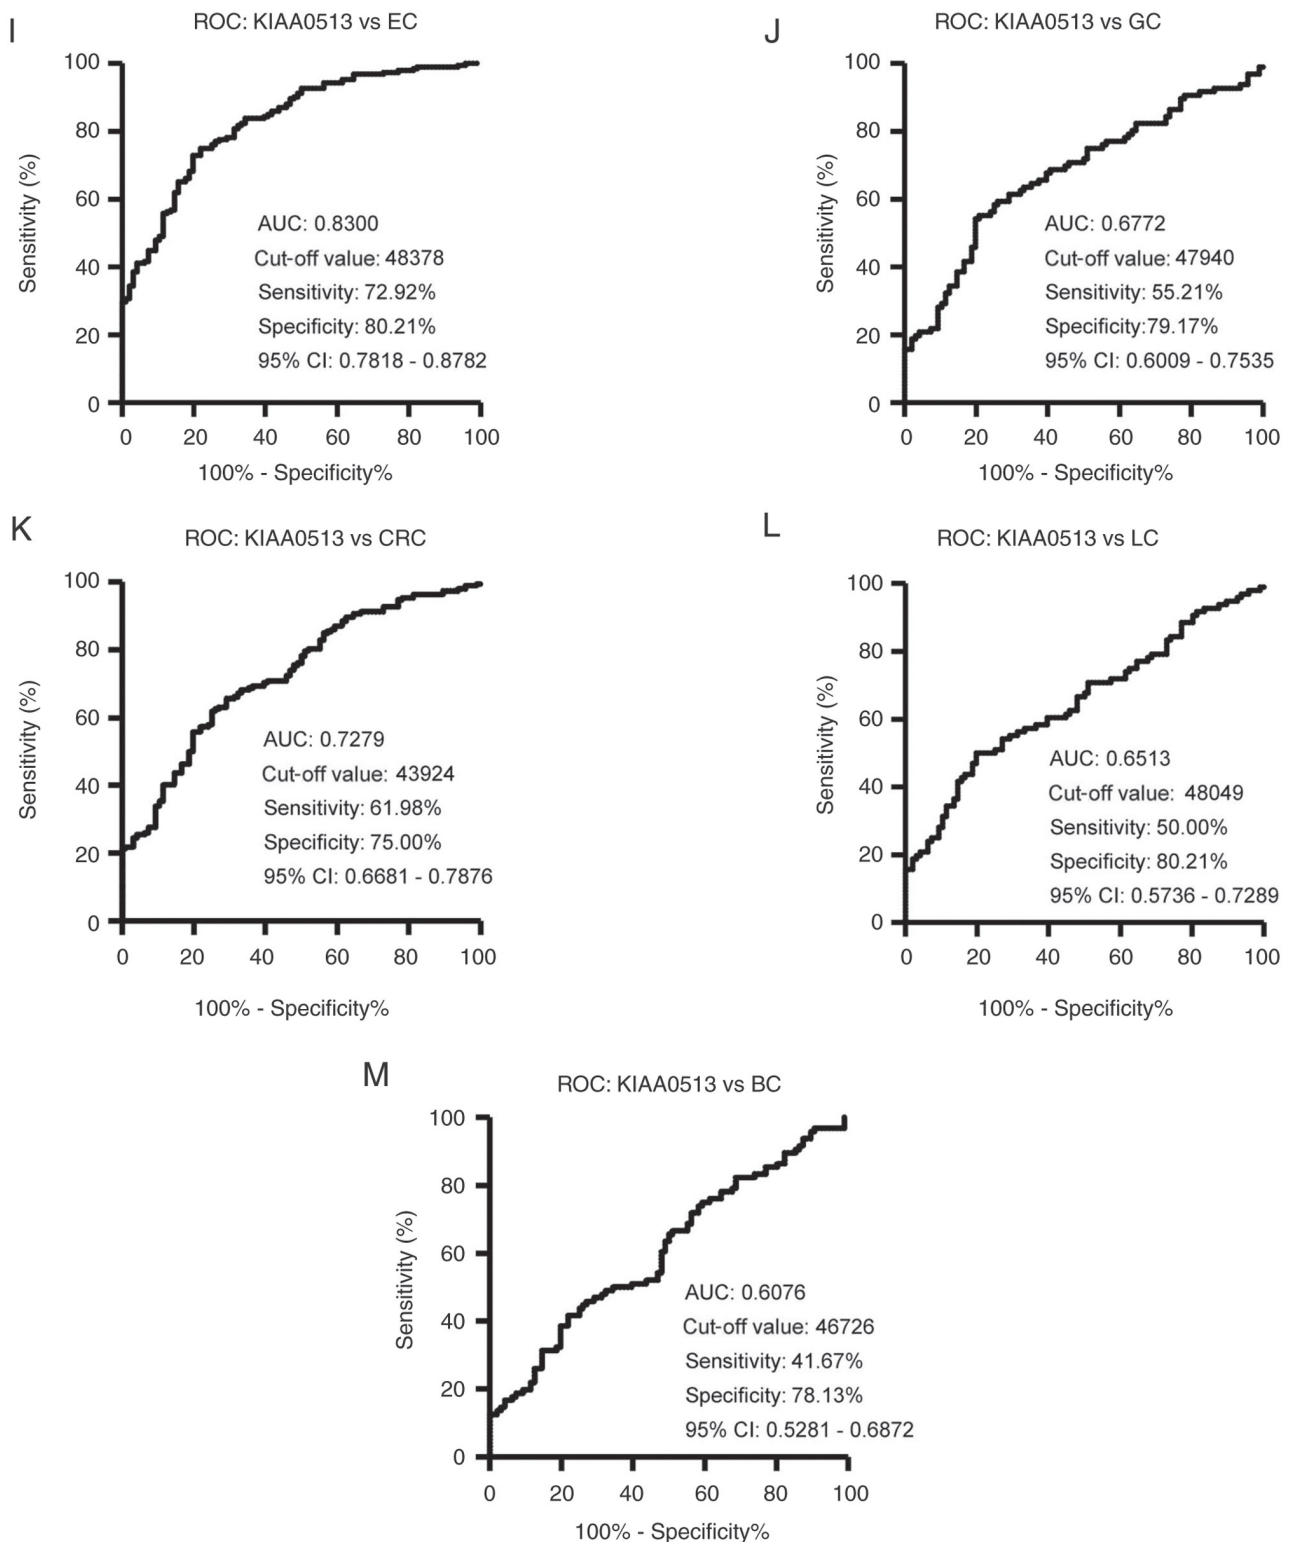 I
ROC: KIAA0513 vs EC
100
80
60
40
20
0
Sensitivity (%)
AUC: 0.8300
Cut-off value: 48378
Sensitivity: 72.92%
Specificity: 80.21%
95% CI: 0.7818 - 0.8782
0 20 40 60 80 100
100% - Specificity%
J
ROC: KIAA0513 vs GC
100
80
60
40
20
0
Sensitivity (%)
AUC: 0.6772
Cut-off value: 47940
Sensitivity: 55.21%
Specificity:79.17%
95% CI: 0.6009 - 0.7535
0 20 40 60 80 100
100% - Specificity%
K
ROC: KIAA0513 vs CRC
100
80
60
40
20
0
Sensitivity (%)
AUC: 0.7279
Cut-off value: 43924
Sensitivity: 61.98%
Specificity: 75.00%
95% CI: 0.6681 - 0.7876
0 20 40 60 80 100
100% - Specificity%
L
ROC: KIAA0513 vs LC
100
80
60
40
20
0
Sensitivity (%)
AUC: 0.6513
Cut-off value: 48049
Sensitivity: 50.00%
Specificity: 80.21%
95% CI: 0.5736 - 0.7289
0 20 40 60 80 100
100% - Specificity%
M
ROC: KIAA0513 vs BC
100
80
60
40
20
0
Sensitivity (%)
AUC: 0.6076
Cut-off value: 46726
Sensitivity: 41.67%
Specificity: 78.13%
95% CI: 0.5281 - 0.6872
0 20 40 60 80 100
100% - Specificity%